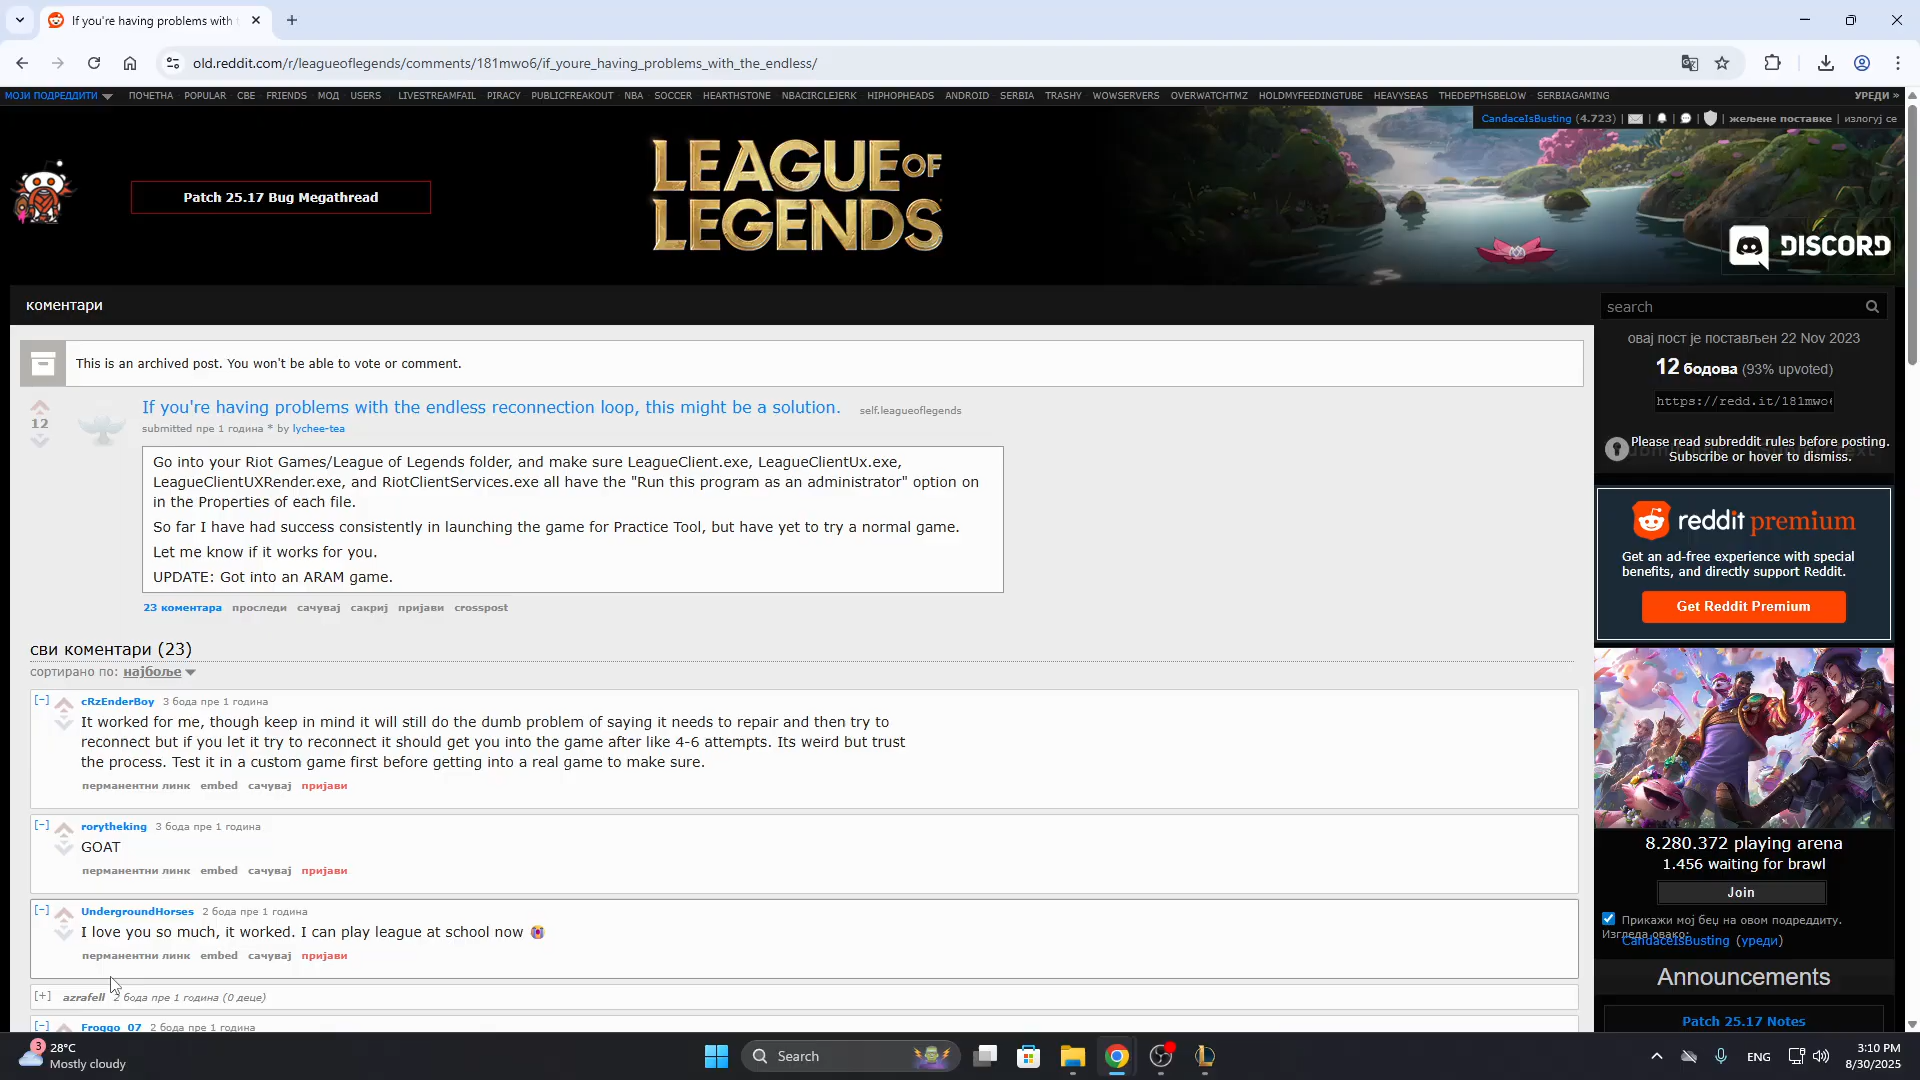 If you're having problems with t
old.reddit.com/r/leagueoflegends/comments/181mwo6/if_youre_having_problems_with_the_endless/
МОЈИ ПОДРЕДДИТИ ПОЧЕТНА - POPULAR - СВЕ - FRIENDS - МОД - USERS | LIVESTREAMFAIL - PIRACY - PUBLICFREAKOUT - NBA - SOCCER - HEARTHSTONE - NBACIRCLEJERK - HIPHOPHEADS - ANDROID - SERBIA - TRASHY - WOWSERVERS - OVERWATCHTMZ - HOLDMYFEEDINGTUBE - HEAVYSEAS - THEDEPTHSBELOW - SERBIAGAMING УРЕДИ »
CandaceIsBusting (4.723) | жељене поставке | излогуј се
Patch 25.17 Bug Megathread
LEAGUE OF
LEGENDS
DISCORD
коментари
search
This is an archived post. You won't be able to vote or comment.
12
If you're having problems with the endless reconnection loop, this might be a solution. self.leagueoflegends
submitted пре 1 година * by lychee-tea
Go into your Riot Games/League of Legends folder, and make sure LeagueClient.exe, LeagueClientUx.exe,
LeagueClientUXRender.exe, and RiotClientServices.exe all have the "Run this program as an administrator" option on
in the Properties of each file.
So far I have had success consistently in launching the game for Practice Tool, but have yet to try a normal game.
Let me know if it works for you.
UPDATE: Got into an ARAM game.
23 коментара проследи сачувај сакриј пријави crosspost
сви коментари (23)
сортирано по: најбоље
[-] cRzEnderBoy 3 бода пре 1 година
It worked for me, though keep in mind it will still do the dumb problem of saying it needs to repair and then try to
reconnect but if you let it try to reconnect it should get you into the game after like 4-6 attempts. Its weird but trust
the process. Test it in a custom game first before getting into a real game to make sure.
перманентни линк embed сачувај пријави
[-] rorytheking 3 бода пре 1 година
GOAT
перманентни линк embed сачувај пријави
[-] UndergroundHorses 2 бода пре 1 година
I love you so much, it worked. I can play league at school now
перманентни линк embed сачувај пријави
[+] azrafell 2 бода пре 1 година (0 деце)
[-] Froggo_07 2 бода пре 1 година
овај пост је постављен 22 Nov 2023
12 бодова (93% upvoted)
https://redd.it/181mwo6
Please read subreddit rules before posting.
Subscribe or hover to dismiss.
reddit premium
Get an ad-free experience with special
benefits, and directly support Reddit.
Get Reddit Premium
8.280.372 playing arena
1.456 waiting for brawl
Join
Прикажи мој беџ на овом подреддиту.
Изгледа овако:
CandaceIsBusting (уреди)
Announcements
Patch 25.17 Notes
3
28°C
Mostly cloudy
Search
ENG
3:10 PM
8/30/2025